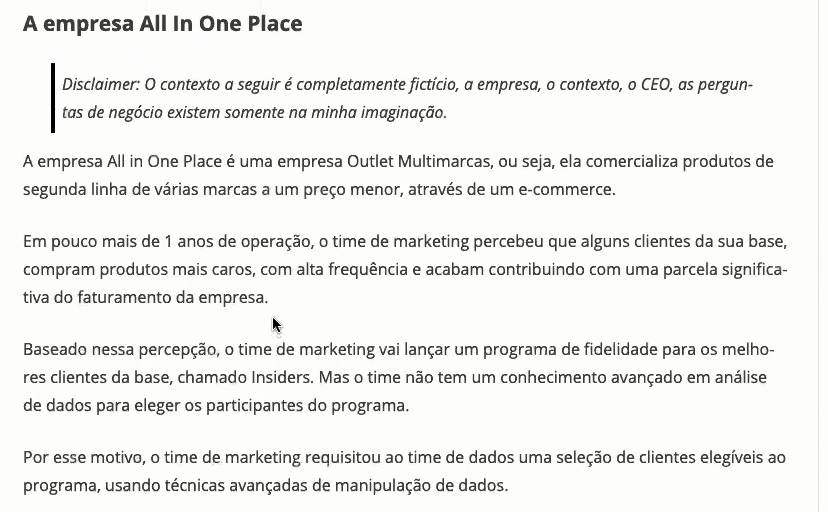 A empresa All In One Place
Disclaimer: O contexto a seguir é completamente fictício, a empresa, o contexto, o CEO, as pergun-
tas de negócio existem somente na minha imaginação.
A empresa All in One Place é uma empresa Outlet Multimarcas, ou seja, ela comercializa produtos de
segunda linha de várias marcas a um preço menor, através de um e-commerce.
Em pouco mais de 1 anos de operação, o time de marketing percebeu que alguns clientes da sua base,
compram produtos mais caros, com alta frequência e acabam contribuindo com uma parcela significa-
tiva do faturamento da empresa.
Baseado nessa percepção, o time de marketing vai lançar um programa de fidelidade para os melho-
res clientes da base, chamado Insiders. Mas o time não tem um conhecimento avançado em análise
de dados para eleger os participantes do programa.
Por esse motivo, o time de marketing requisitou ao time de dados uma seleção de clientes elegíveis ao
programa, usando técnicas avançadas de manipulação de dados.